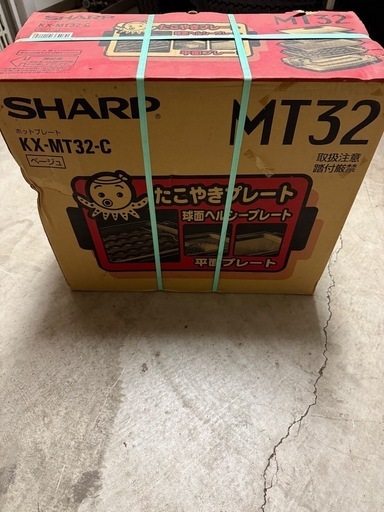 KX-MT32-C
MT32
SHARP
ホットプレート
KX-MT32-C
ベージュ
MT32
取扱注意
踏付厳禁
たこやきプレート
球面ヘルシープレート
平面プレート